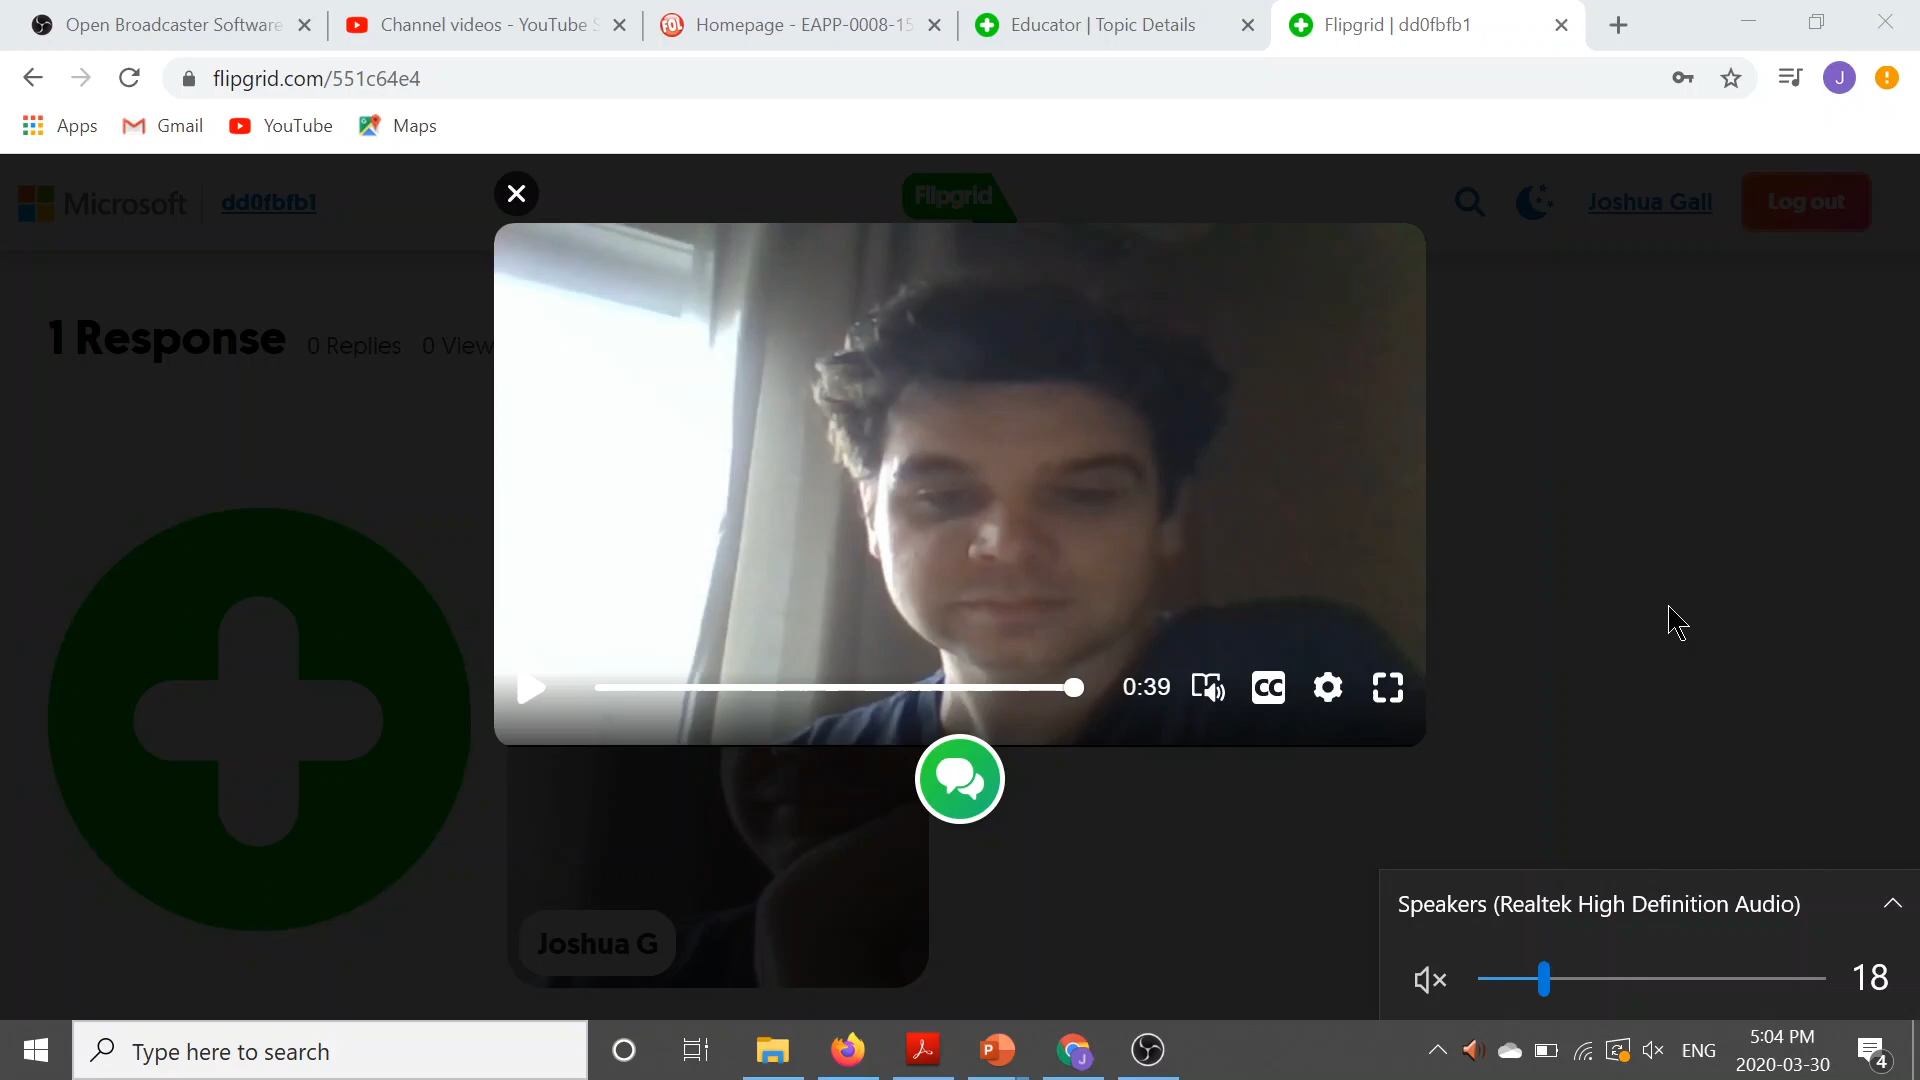 Open Broadcaster Software
Channel videos - YouTube S
Homepage - EAPP-0008-15
Educator | Topic Details
Flipgrid | dd0fbfb1
flipgrid.com/551c64e4
J
Apps
Gmail
YouTube
Maps
Microsoft
dd0fbfb1
Flipgrid
Joshua Gall
Log out
1 Response
0 Replies
0 View
0:39
CC
Joshua G
Speakers (Realtek High Definition Audio)
18
Type here to search
ENG
5:04 PM
2020-03-30
4